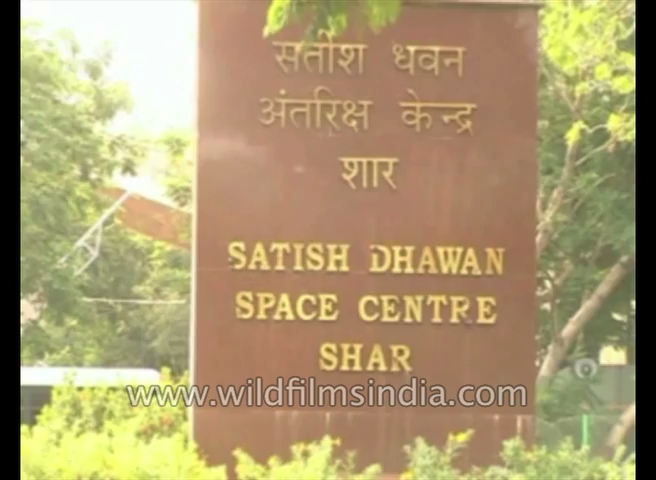 सतीश धवन
अंतरिक्ष केन्द्र
शार
SATISH DHAWAN
SPACE CENTRE
SHAR
www.wildfilmsindia.com